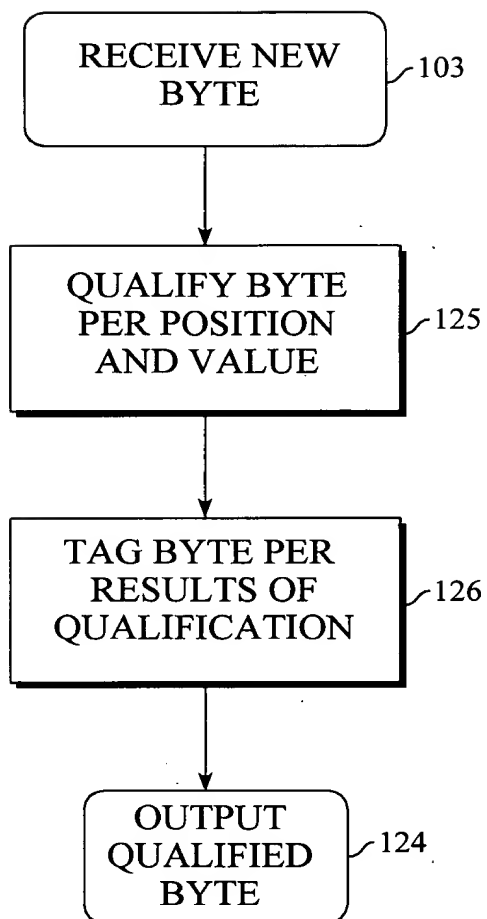 RECEIVE NEW
BYTE
103
QUALIFY BYTE
PER POSITION
AND VALUE
125
TAG BYTE PER
RESULTS OF
QUALIFICATION
126
OUTPUT
QUALIFIED
BYTE
124